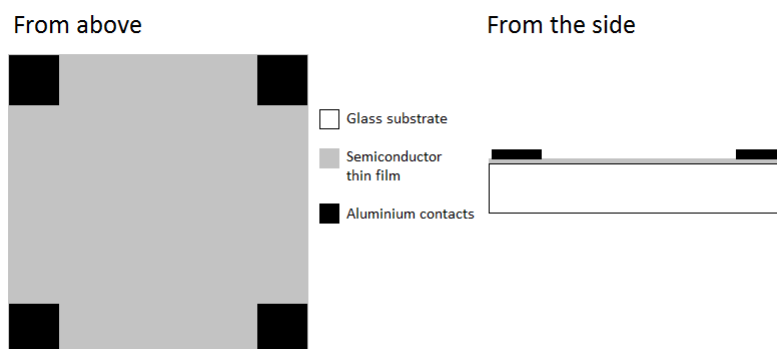 From above
From the side
Glass substrate
Semiconductor
thin film
Aluminium contacts